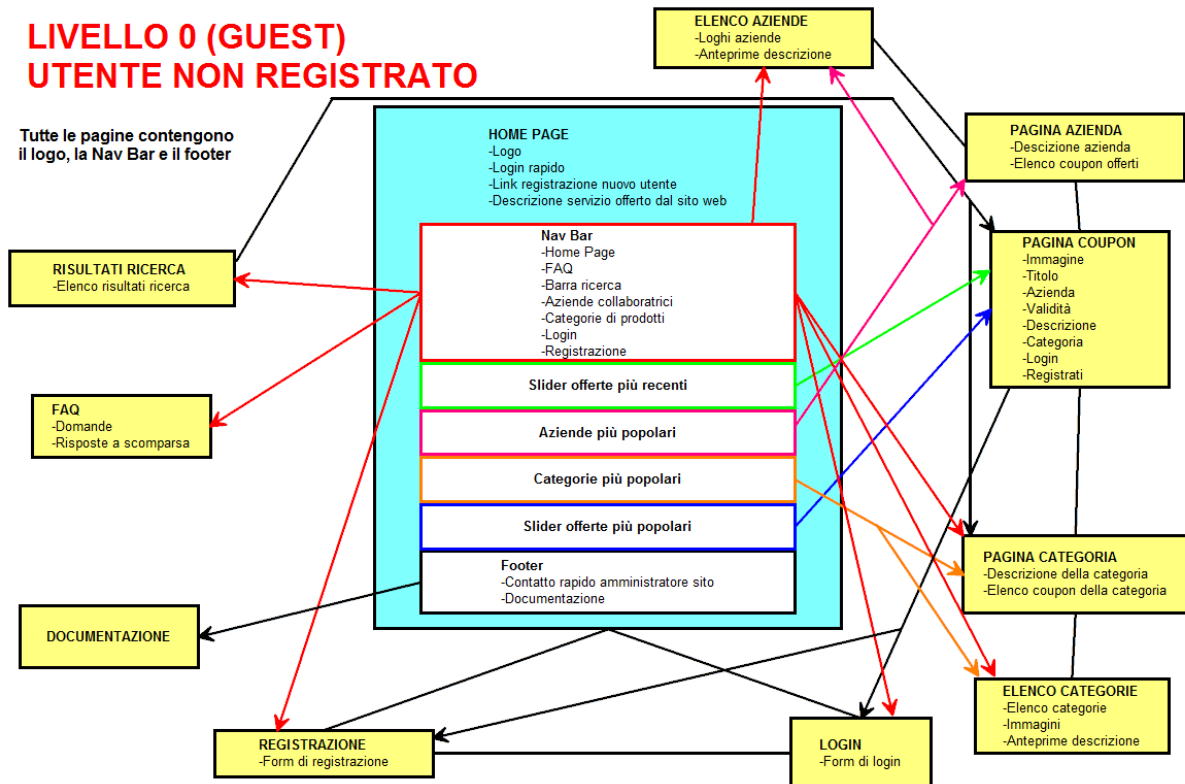 LIVELLO 0 (GUEST)
UTENTE NON REGISTRATO
Tutte le pagine contengono
il logo, la Nav Bar e il footer
ELENCO AZIENDE
-Loghi aziende
-Anteprime descrizione
HOME PAGE
-Logo
-Login rapido
-Link registrazione nuovo utente
-Descrizione servizio offerto dal sito web
PAGINA AZIENDA
-Descizione azienda
-Elenco coupon offerti
Nav Bar
-Home Page
-FAQ
-Barra ricerca
-Aziende collaboratrici
-Categorie di prodotti
-Login
-Registrazione
PAGINA COUPON
-Immagine
-Titolo
-Azienda
-Validità
-Descrizione
-Categoria
-Login
-Registrati
RISULTATI RICERCA
-Elenco risultati ricerca
Slider offerte più recenti
FAQ
-Domande
-Risposte a scomparsa
Aziende più popolari
Categorie più popolari
Slider offerte più popolari
Footer
-Contatto rapido amministratore sito
-Documentazione
PAGINA CATEGORIA
-Descrizione della categoria
-Elenco coupon della categoria
DOCUMENTAZIONE
REGISTRAZIONE
-Form di registrazione
LOGIN
-Form di login
ELENCO CATEGORIE
-Elenco categorie
-Immagini
-Anteprime descrizione